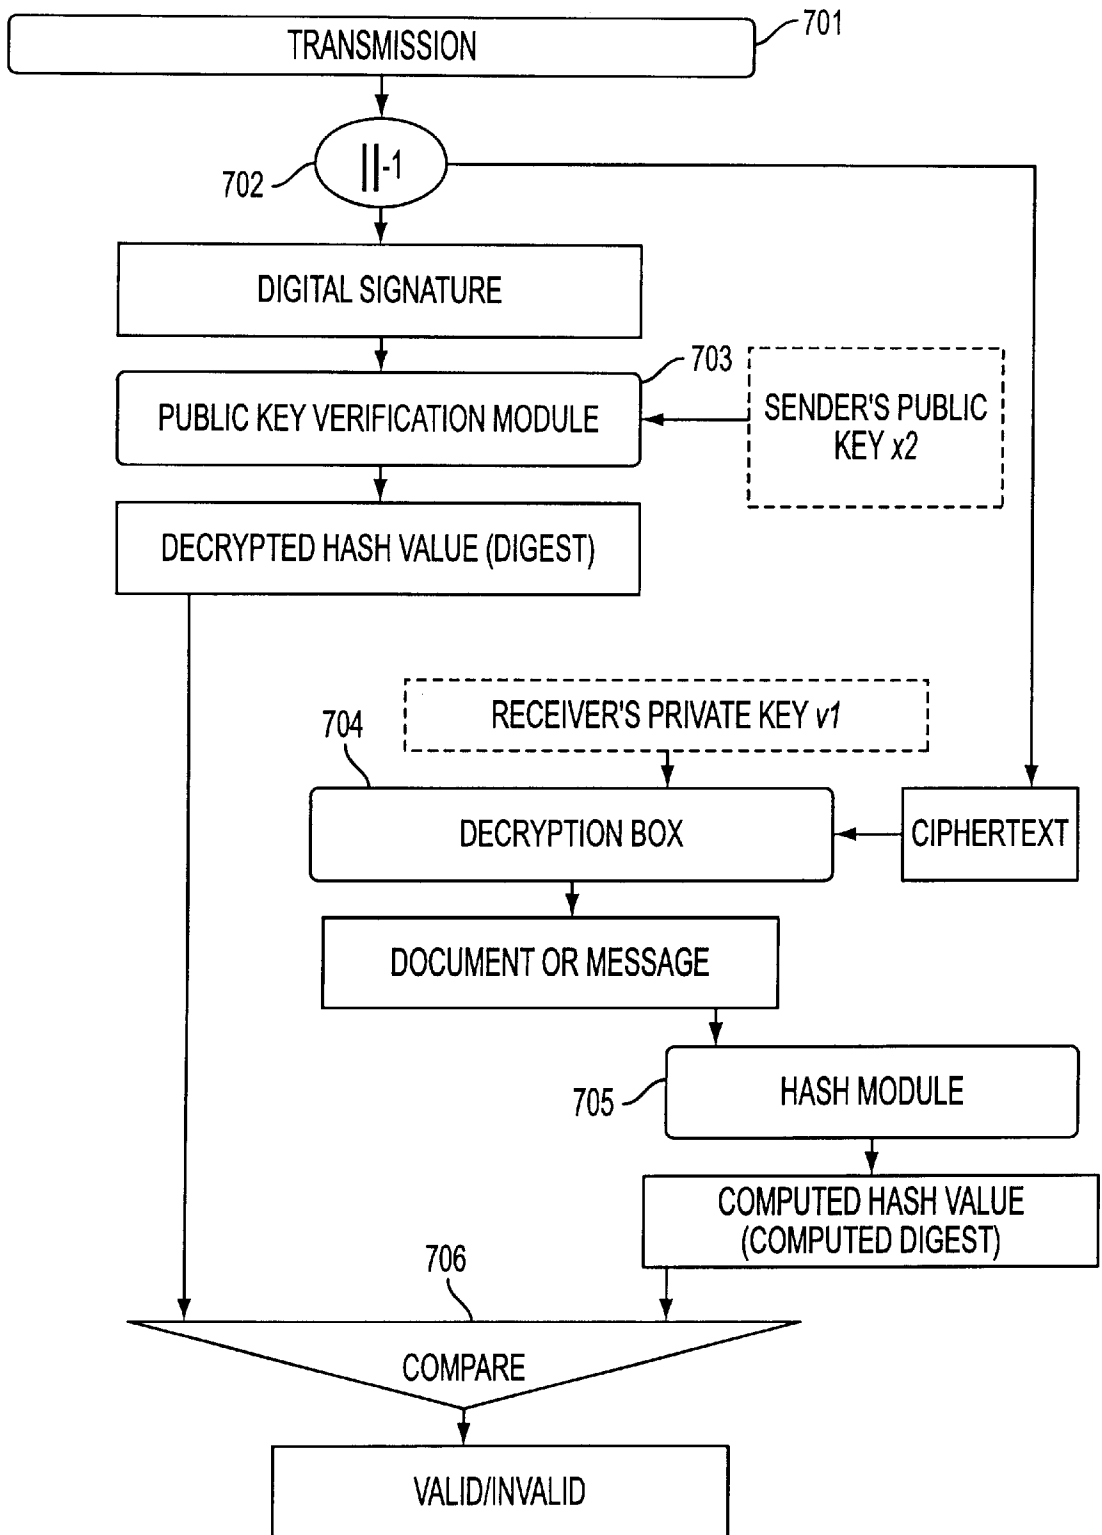 701
TRANSMISSION
702
||-1
DIGITAL SIGNATURE
703
PUBLIC KEY VERIFICATION MODULE
SENDER'S PUBLIC
KEY x2
DECRYPTED HASH VALUE (DIGEST)
RECEIVER'S PRIVATE KEY v1
704
DECRYPTION BOX
CIPHERTEXT
DOCUMENT OR MESSAGE
705
HASH MODULE
COMPUTED HASH VALUE
(COMPUTED DIGEST)
706
COMPARE
VALID/INVALID